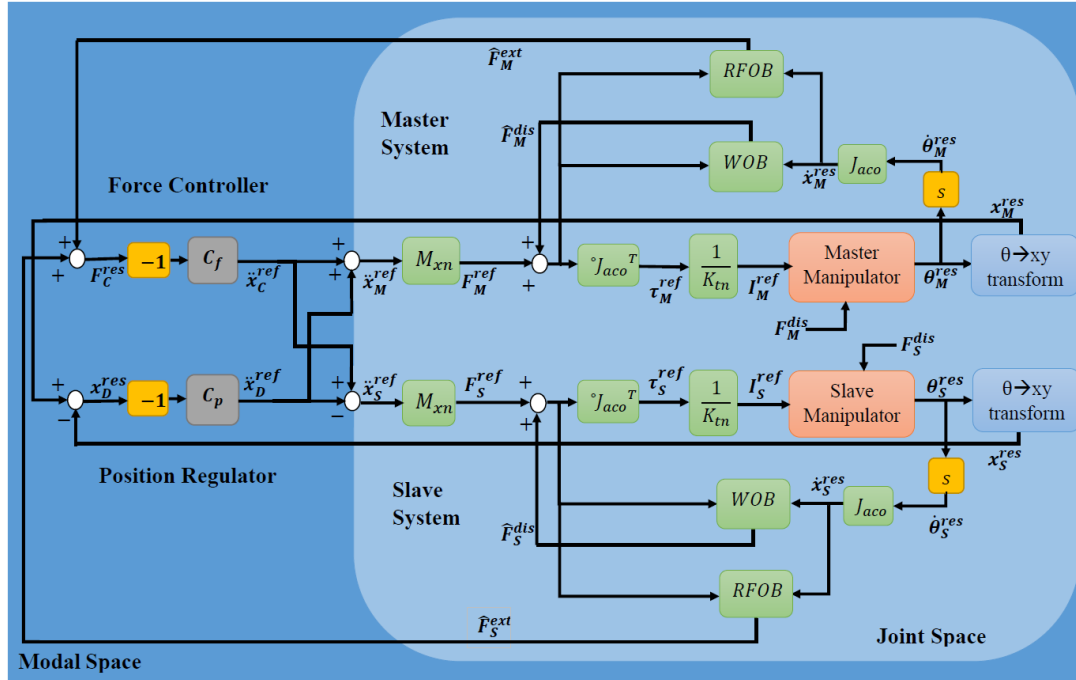 F̂_M^ext
RFOB
Master
System
F̂_M^dis
WOB
ẋ_M^res
J_aco
θ̇_M^res
Force Controller
s
x_M^res
+
+
F_C^res
-1
C_f
ẍ_C^ref
+
+
ẍ_M^ref
M_xn
F_M^ref
+
+
°J_aco^T
τ_M^ref
1
K_tn
I_M^ref
Master
Manipulator
θ_M^res
θ→xy
transform
F_M^dis
F_S^dis
+
−
x_D^res
-1
C_p
ẍ_D^ref
+
−
ẍ_S^ref
M_xn
F_S^ref
+
+
°J_aco^T
τ_S^ref
1
K_tn
I_S^ref
Slave
Manipulator
θ_S^res
θ→xy
transform
x_S^res
Position Regulator
Slave
System
F̂_S^dis
WOB
ẋ_S^res
J_aco
s
θ̇_S^res
RFOB
F̂_S^ext
Joint Space
Modal Space